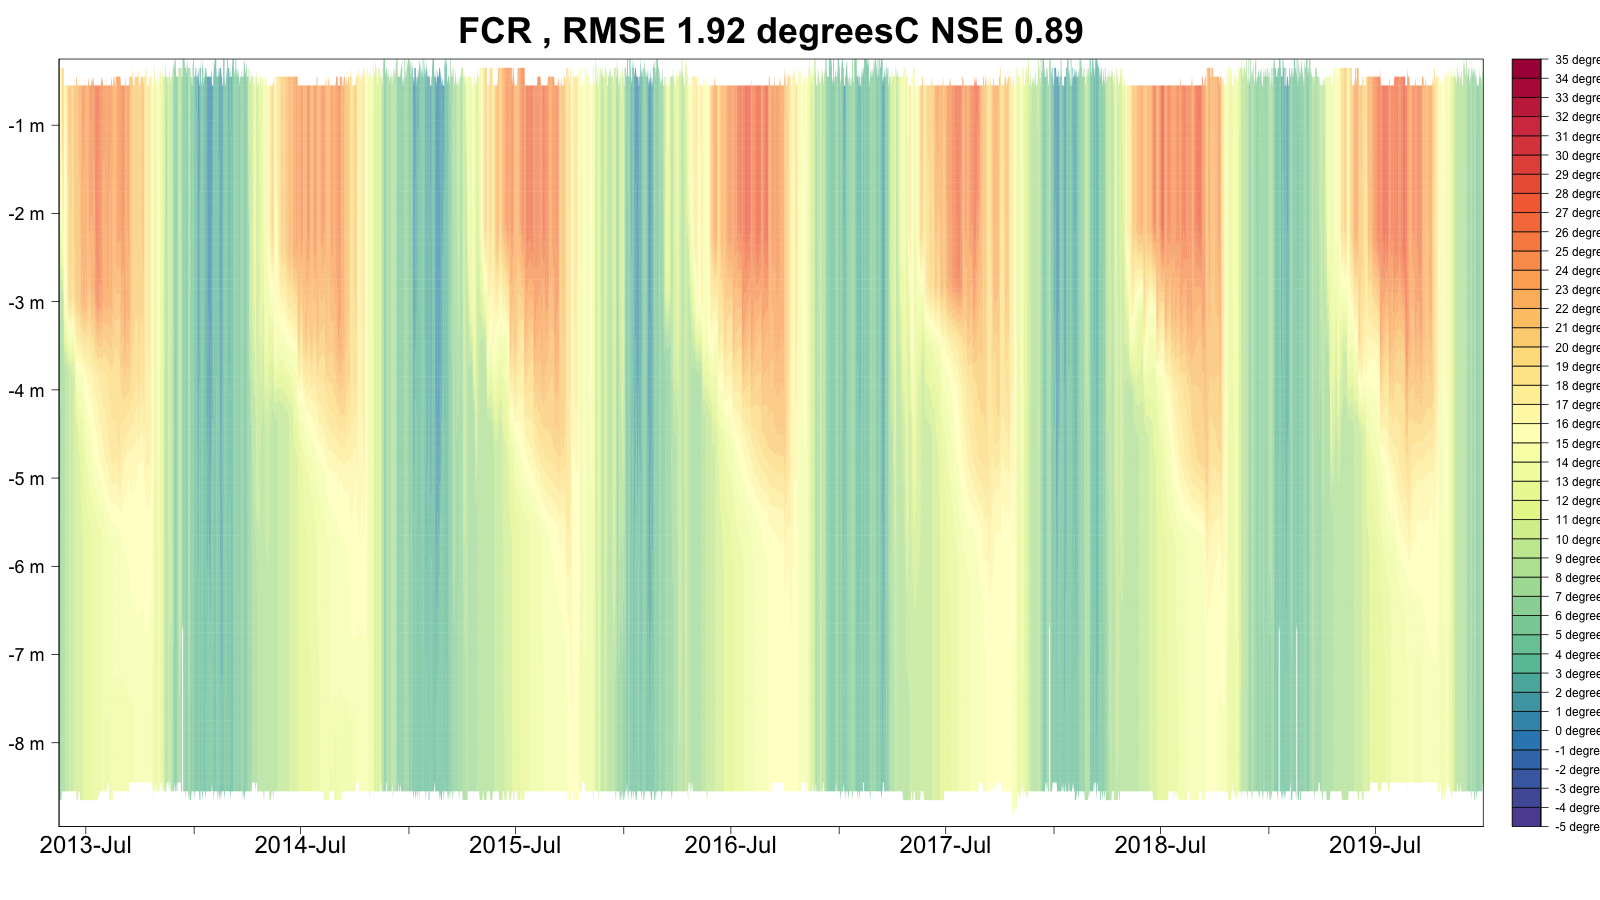 FCR , RMSE 1.92 degreesC NSE 0.89
-1 m
-2 m
-3 m
-4 m
-5 m
-6 m
-7 m
-8 m
2013-Jul
2014-Jul
2015-Jul
2016-Jul
2017-Jul
2018-Jul
2019-Jul
35 degre
34 degre
33 degre
32 degre
31 degre
30 degre
29 degre
28 degre
27 degre
26 degre
25 degre
24 degre
23 degre
22 degre
21 degre
20 degre
19 degre
18 degre
17 degre
16 degre
15 degre
14 degre
13 degre
12 degre
11 degre
10 degre
9 degree
8 degree
7 degree
6 degree
5 degree
4 degree
3 degree
2 degree
1 degree
0 degree
-1 degre
-2 degre
-3 degre
-4 degre
-5 degre